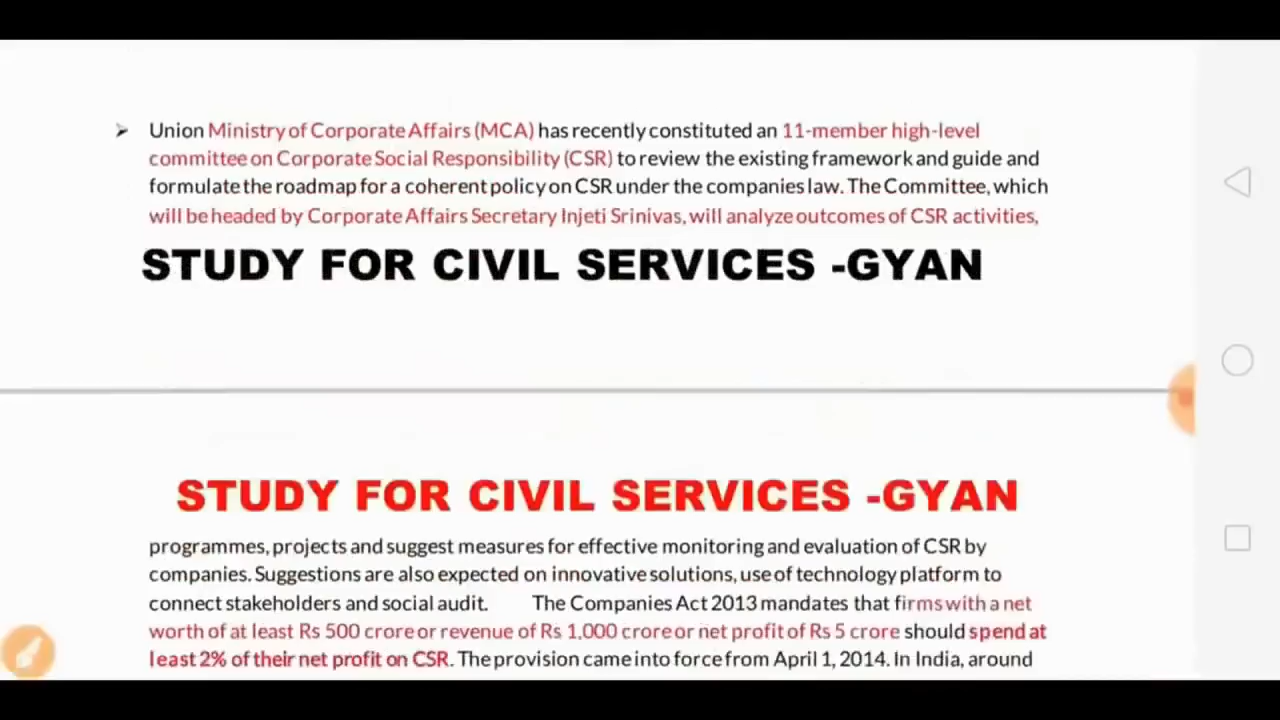 ➤ Union Ministry of Corporate Affairs (MCA) has recently constituted an 11-member high-level
committee on Corporate Social Responsibility (CSR) to review the existing framework and guide and
formulate the roadmap for a coherent policy on CSR under the companies law. The Committee, which
will be headed by Corporate Affairs Secretary Injeti Srinivas, will analyze outcomes of CSR activities,
STUDY FOR CIVIL SERVICES -GYAN
STUDY FOR CIVIL SERVICES -GYAN
programmes, projects and suggest measures for effective monitoring and evaluation of CSR by
companies. Suggestions are also expected on innovative solutions, use of technology platform to
connect stakeholders and social audit. The Companies Act 2013 mandates that firms with a net
worth of at least Rs 500 crore or revenue of Rs 1,000 crore or net profit of Rs 5 crore should spend at
least 2% of their net profit on CSR. The provision came into force from April 1, 2014. In India, around